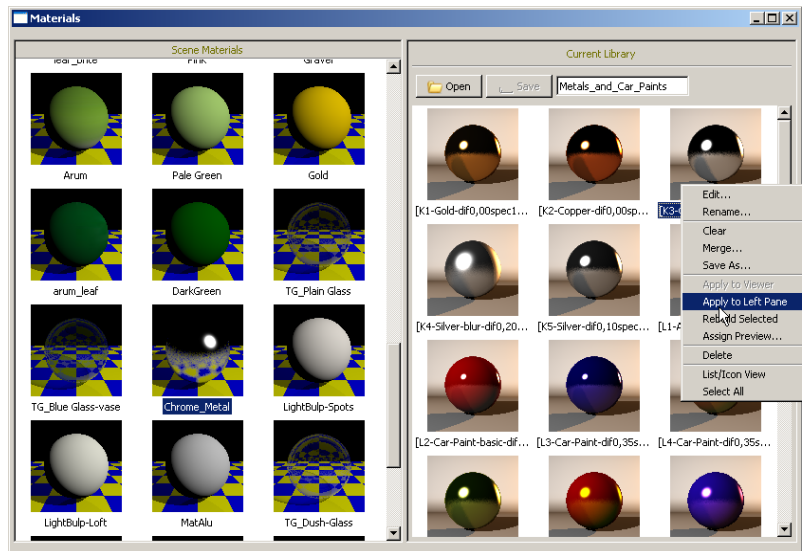 Materials
Scene Materials
Pink
Gravel
Arum
Pale Green
Gold
arum_leaf
DarkGreen
TG_Plain Glass
TG_Blue Glass-vase
Chrome_Metal
LightBulp-Spots
LightBulp-Loft
MatAlu
TG_Dush-Glass
Current Library
Open
Save
Metals_and_Car_Paints
[K1-Gold-dif0,00spec1...
[K2-Copper-dif0,00sp...
[K3-
[K4-Silver-blur-dif0,20...
[K5-Silver-dif0,10spec...
[L1-A
[L2-Car-Paint-basic-dif...
[L3-Car-Paint-dif0,35s...
[L4-Car-Paint-dif0,35s...
Edit...
Rename...
Clear
Merge...
Save As...
Apply to Viewer
Apply to Left Pane
Rebuild Selected
Assign Preview...
Delete
List/Icon View
Select All